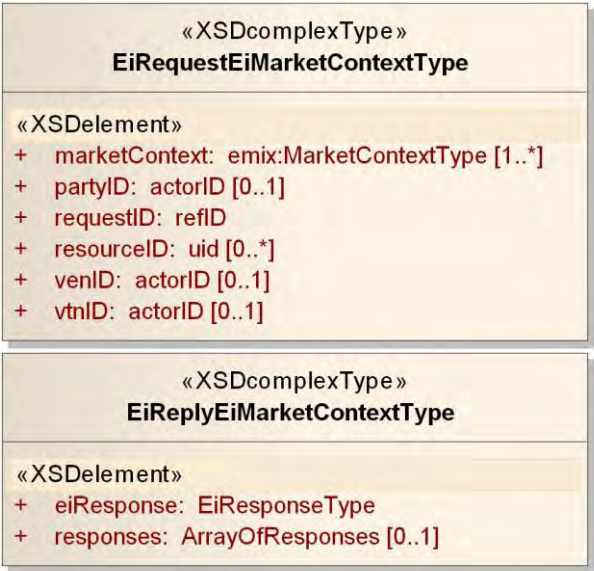 «XSDcomplexType»
EiRequestEiMarketContextType
«XSDelement»
+ marketContext: emix:MarketContextType [1..*]
+ partyID: actorID [0..1]
+ requestID: refID
+ resourceID: uid [0..*]
+ venID: actorID [0..1]
+ vtnID: actorID [0..1]
«XSDcomplexType»
EiReplyEiMarketContextType
«XSDelement»
+ eiResponse: EiResponseType
+ responses: ArrayOfResponses [0..1]